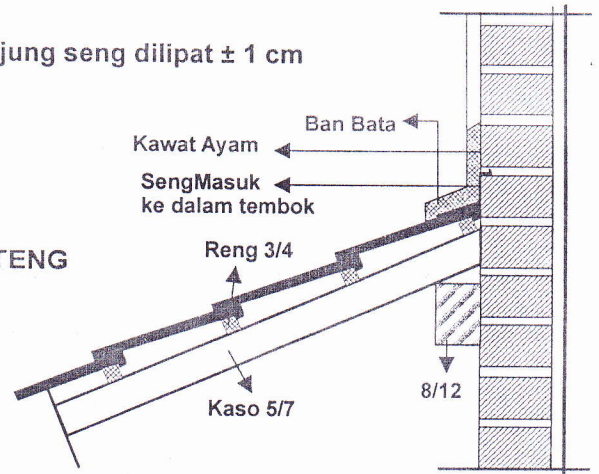 jung seng dilipat ± 1 cm
Ban Bata
Kawat Ayam
SengMasuk
ke dalam tembok
TENG
Reng 3/4
8/12
Kaso 5/7